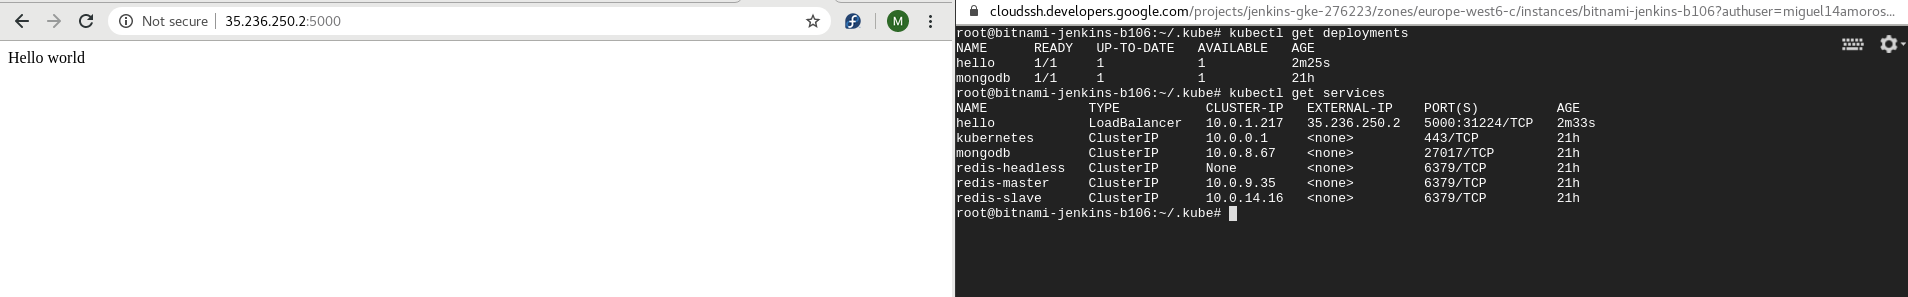 Not secure 35.236.250.2:5000
M
Hello world
cloudssh.developers.google.com/projects/jenkins-gke-276223/zones/europe-west6-c/instances/bitnami-jenkins-b106?authuser=miguel14amoros...
root@bitnami-jenkins-b106:~/.kube# kubectl get deployments
NAME      READY   UP-TO-DATE   AVAILABLE   AGE
hello     1/1     1            1           2m25s
mongodb   1/1     1            1           21h
root@bitnami-jenkins-b106:~/.kube# kubectl get services
NAME             TYPE           CLUSTER-IP   EXTERNAL-IP    PORT(S)          AGE
hello            LoadBalancer   10.0.1.217   35.236.250.2   5000:31224/TCP   2m33s
kubernetes       ClusterIP      10.0.0.1     <none>         443/TCP          21h
mongodb          ClusterIP      10.0.8.67    <none>         27017/TCP        21h
redis-headless   ClusterIP      None         <none>         6379/TCP         21h
redis-master     ClusterIP      10.0.9.35    <none>         6379/TCP         21h
redis-slave      ClusterIP      10.0.14.16   <none>         6379/TCP         21h
root@bitnami-jenkins-b106:~/.kube#